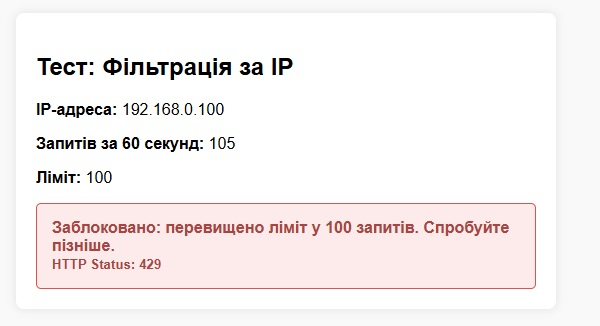 Тест: Фільтрація за IP
IP-адреса: 192.168.0.100
Запитів за 60 секунд: 105
Ліміт: 100
Заблоковано: перевищено ліміт у 100 запитів. Спробуйте
пізніше.
HTTP Status: 429